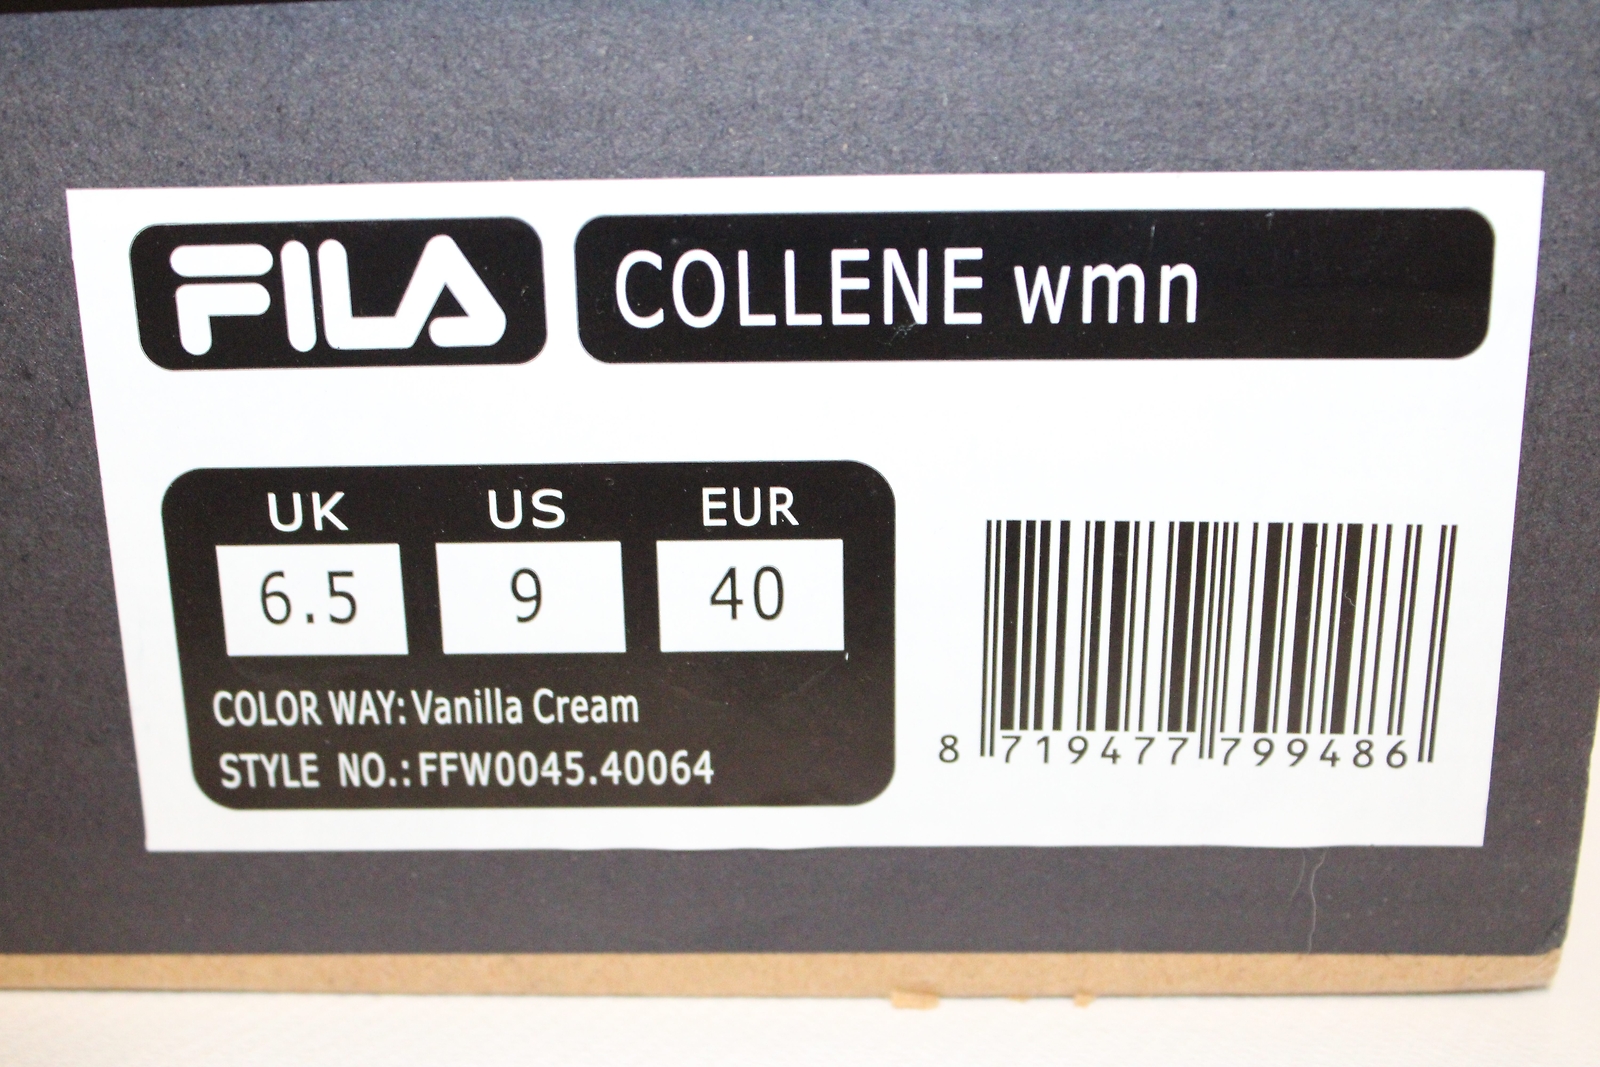 FILA COLLENE wmn
UK US EUR
6.5 9 40
COLOR WAY: Vanilla Cream
STYLE NO.: FFW0045.40064
8 719477 799486